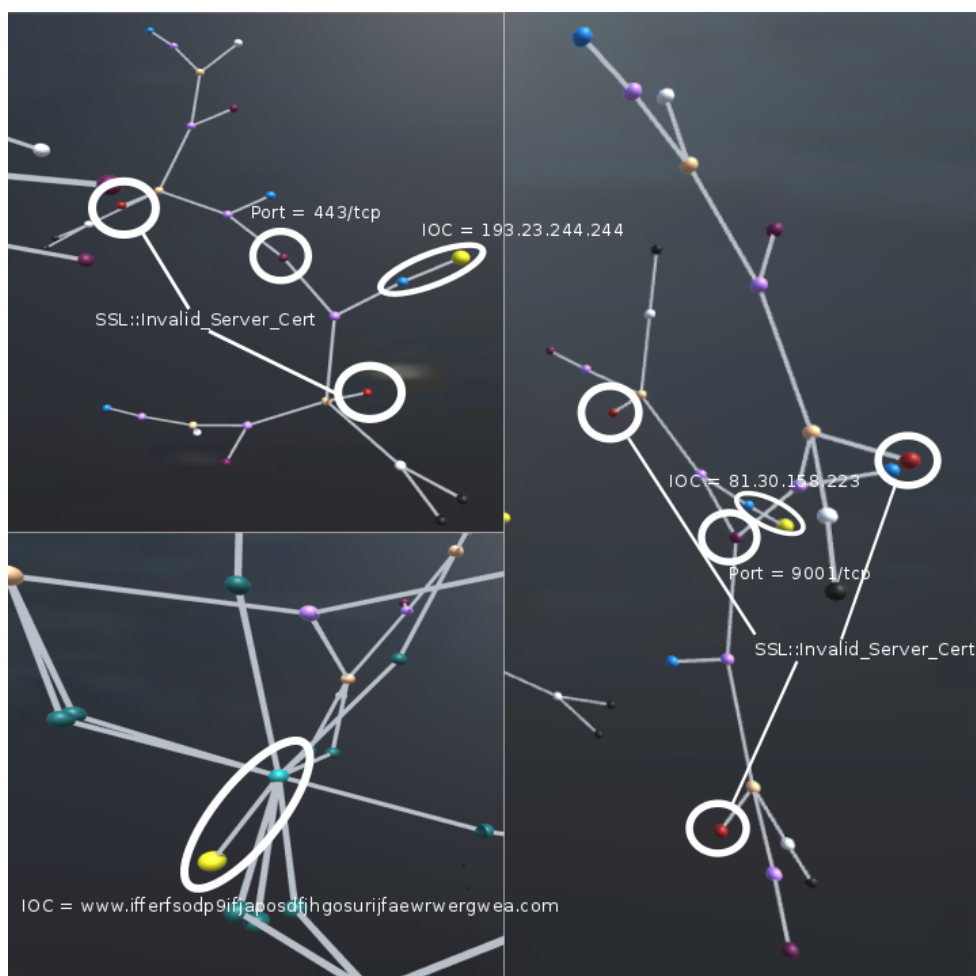 Port = 443/tcp
IOC = 193.23.244.244
SSL::Invalid_Server_Cert
IOC = www.ifferfsodp9ifjaposdfjhgosurijfaewrwergwea.com
IOC = 81.30.158.223
Port = 9001/tcp
SSL::Invalid_Server_Cert